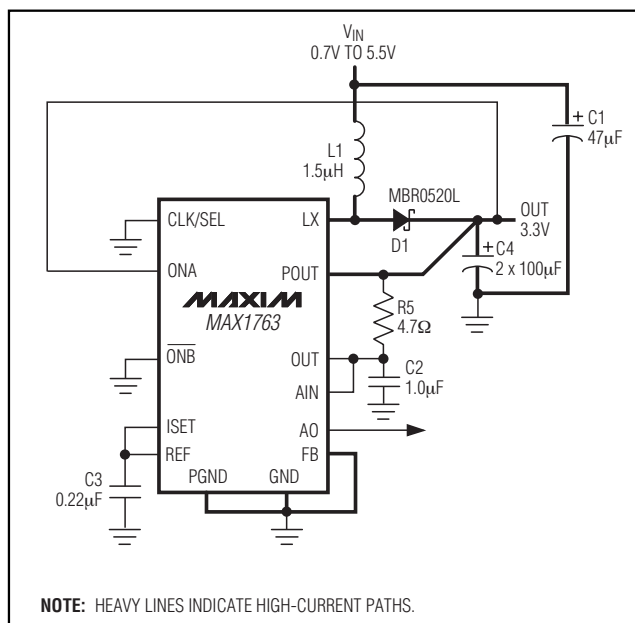 VIN
0.7V TO 5.5V
C1
47µF
L1
1.5µH
MBR0520L
D1
OUT
3.3V
C4
2 x 100µF
CLK/SEL
LX
ONA
POUT
MAXIM
MAX1763
R5
4.7Ω
ONB
OUT
C2
1.0µF
AIN
ISET
AO
REF
FB
PGND
GND
C3
0.22µF
NOTE: HEAVY LINES INDICATE HIGH-CURRENT PATHS.